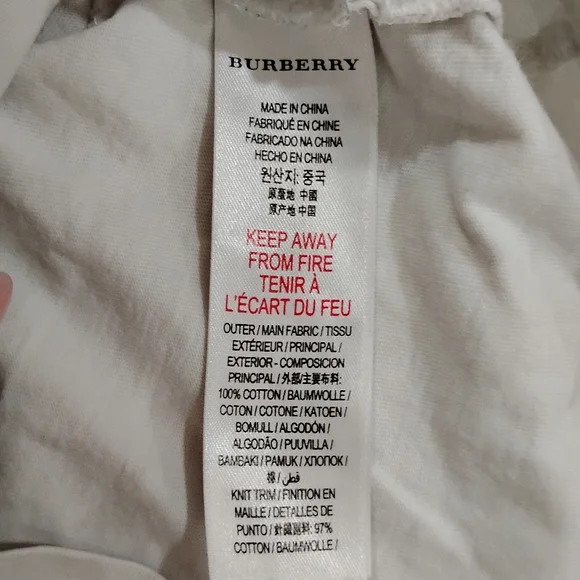 BURBERRY
MADE IN CHINA
FABRIQUÉ EN CHINE
FABRICADO NA CHINA
HECHO EN CHINA
원산지: 중국
原產地 中國
原产地 中国
KEEP AWAY
FROM FIRE
TENIR À
L'ÉCART DU FEU
OUTER / MAIN FABRIC / TISSU
EXTÉRIEUR / PRINCIPAL /
EXTERIOR - COMPOSICION
PRINCIPAL / 外部/主要布料:
100% COTTON / BAUMWOLLE /
COTON / COTONE / KATOEN /
BOMULL / ALGODÓN /
ALGODÃO / PUUVILLA /
BAMBAKI / PAMUK / ХЛОПОК /
棉 / قطن /
KNIT TRIM / FINITION EN
MAILLE / DETALLES DE
PUNTO / 針織副料: 97%
COTTON / BAUMWOLLE /